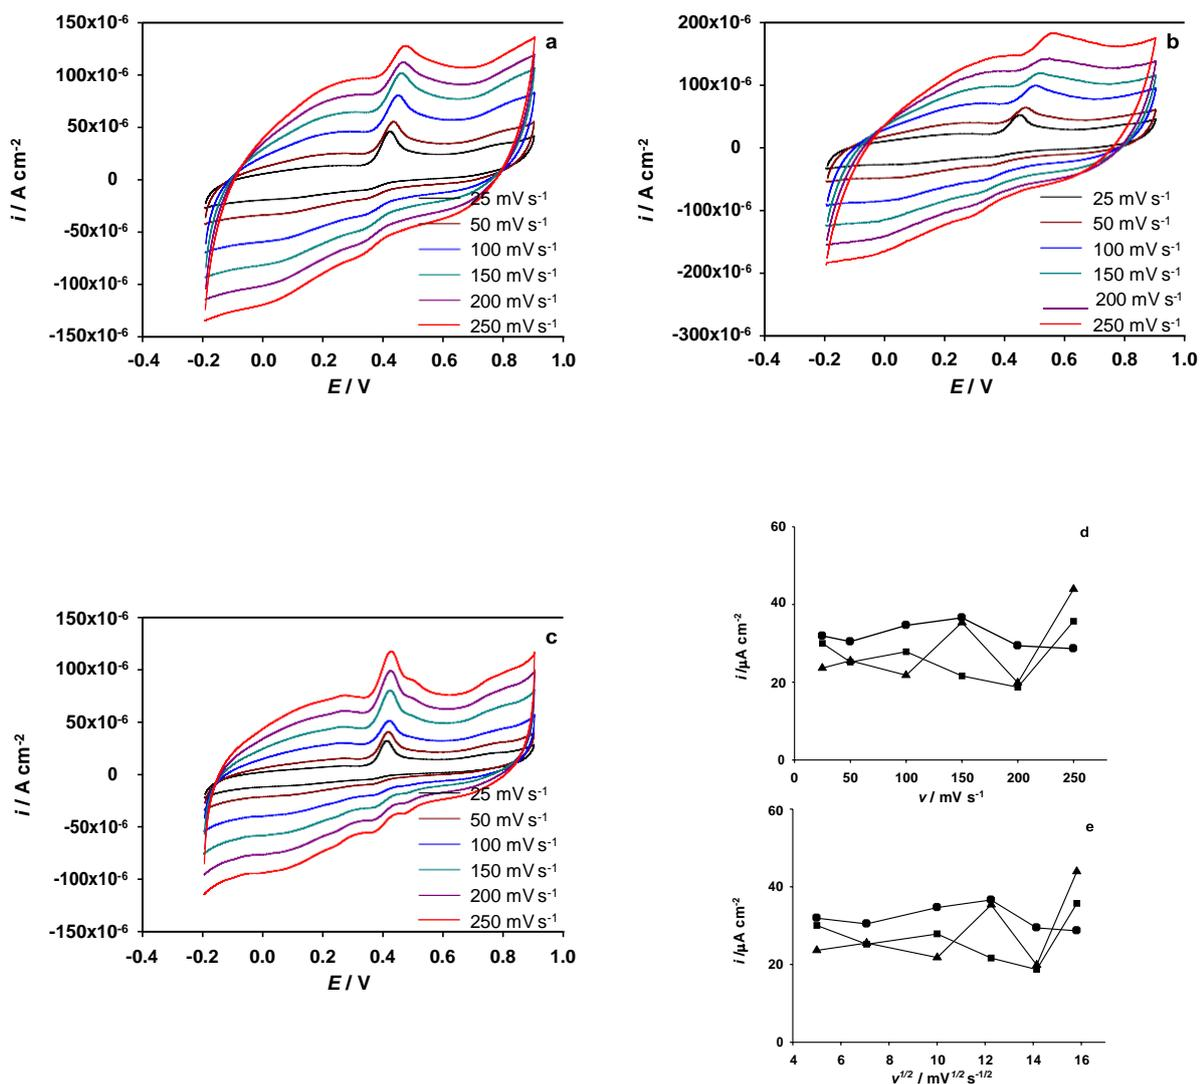 150x10-6
100x10-6
50x10-6
0
-50x10-6
-100x10-6
-150x10-6
i / A cm-2
-0.4 -0.2 0.0 0.2 0.4 0.6 0.8 1.0
E / V
a
25 mV s-1
50 mV s-1
100 mV s-1
150 mV s-1
200 mV s-1
250 mV s-1
200x10-6
100x10-6
0
-100x10-6
-200x10-6
-300x10-6
i / A cm-2
-0.4 -0.2 0.0 0.2 0.4 0.6 0.8 1.0
E / V
b
25 mV s-1
50 mV s-1
100 mV s-1
150 mV s-1
200 mV s-1
250 mV s-1
150x10-6
100x10-6
50x10-6
0
-50x10-6
-100x10-6
-150x10-6
i / A cm-2
-0.4 -0.2 0.0 0.2 0.4 0.6 0.8 1.0
E / V
c
25 mV s-1
50 mV s-1
100 mV s-1
150 mV s-1
200 mV s-1
250 mV s-1
60
40
20
0
i /µA cm-2
0 50 100 150 200 250
v / mV s-1
d
60
40
20
0
i /µA cm-2
4 6 8 10 12 14 16
v1/2 / mV1/2 s-1/2
e